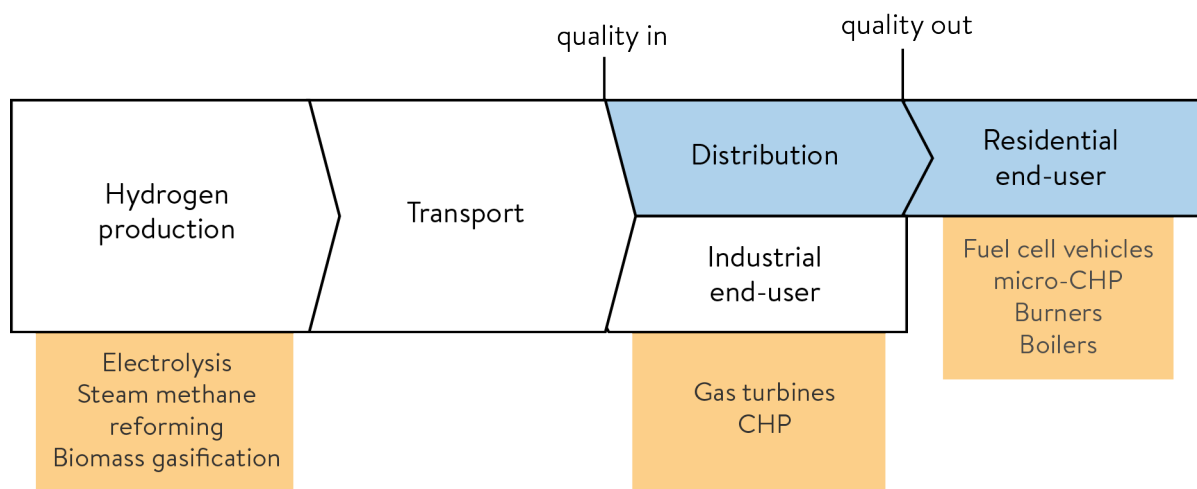 quality in
quality out
Hydrogen
production
Transport
Distribution
Residential
end-user
Industrial
end-user
Electrolysis
Steam methane
reforming
Biomass gasification
Gas turbines
CHP
Fuel cell vehicles
micro-CHP
Burners
Boilers